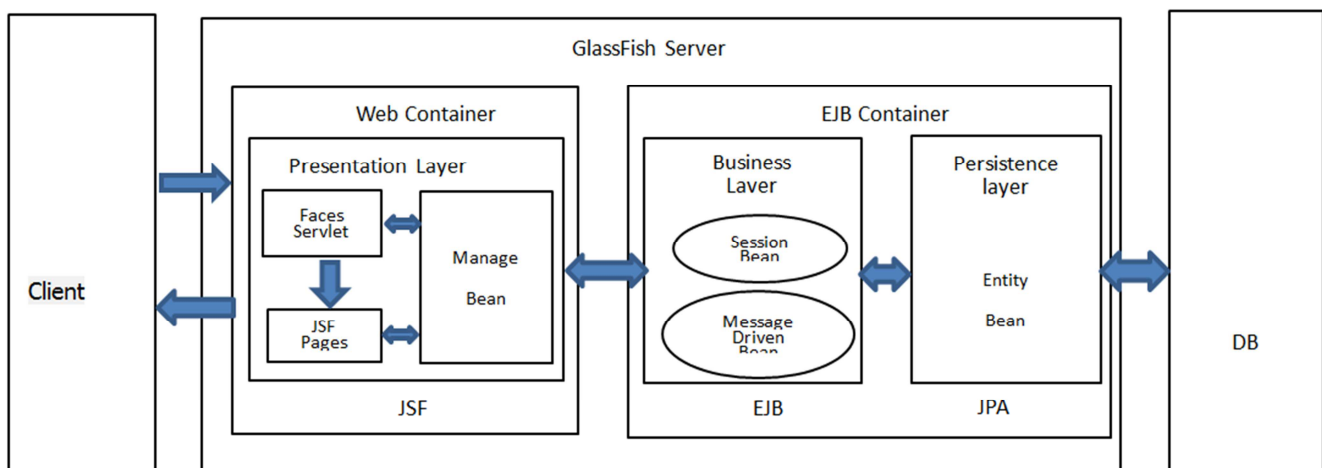 GlassFish Server
Web Container
EJB Container
Presentation Layer
Business
Layer
Persistence
layer
Faces
Servlet
Manage
Bean
Session
Bean
Client
Entity
Bean
JSF
Pages
Message
Driven
Bean
DB
JSF
EJB
JPA